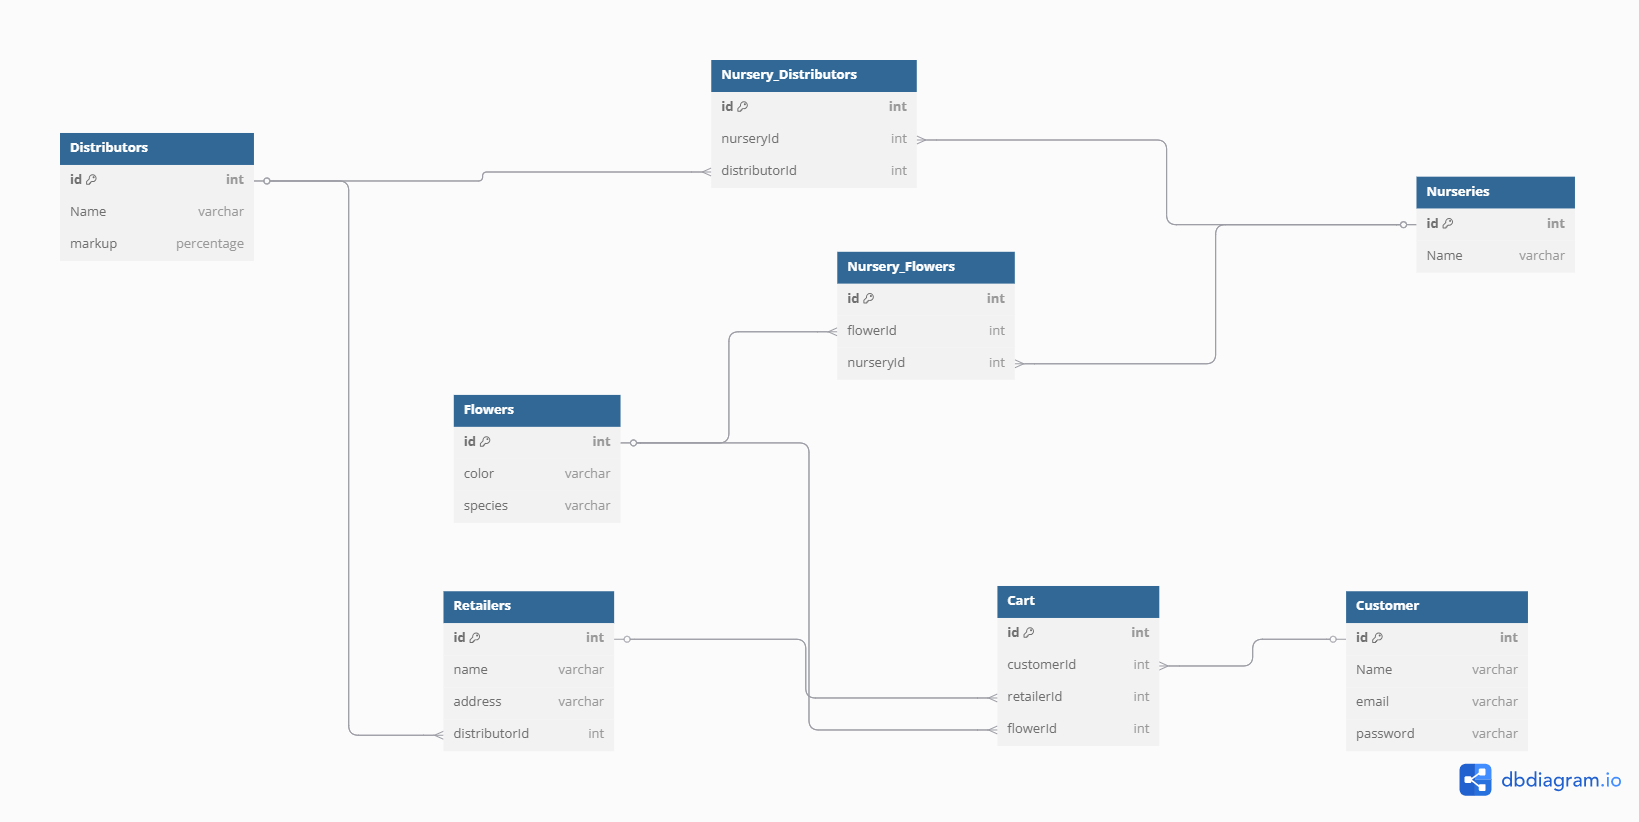 Nursery_Distributors
id int
nurseryId int
distributorId int
Distributors
id int
Name varchar
markup percentage
Nurseries
id int
Name varchar
Nursery_Flowers
id int
flowerId int
nurseryId int
Flowers
id int
color varchar
species varchar
Retailers
id int
name varchar
address varchar
distributorId int
Cart
id int
customerId int
retailerId int
flowerId int
Customer
id int
Name varchar
email varchar
password varchar
dbdiagram.io